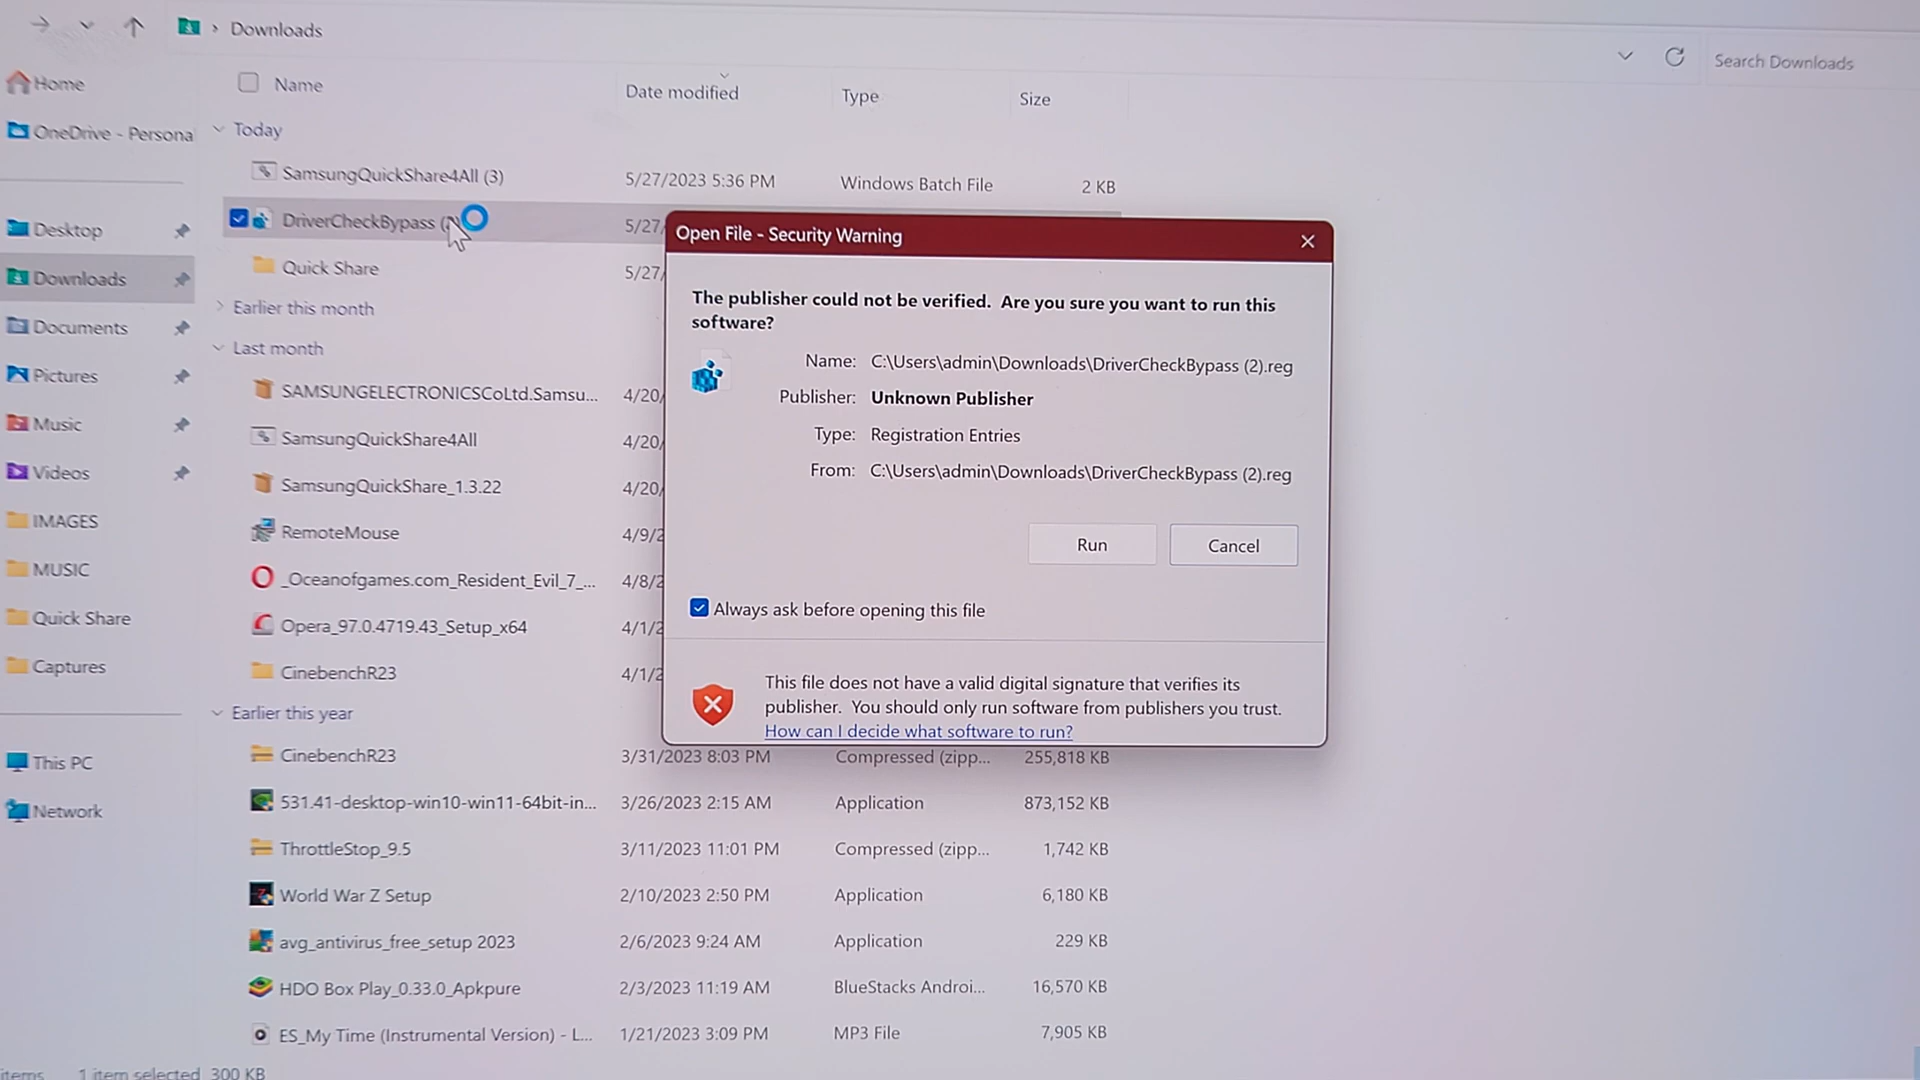 Downloads
Search Downloads
Home
OneDrive - Persona
Desktop
Downloads
Documents
Pictures
Music
Videos
IMAGES
MUSIC
Quick Share
Captures
This PC
Network
Name Date modified Type Size
Today
SamsungQuickShare4All (3) 5/27/2023 5:36 PM Windows Batch File 2 KB
DriverCheckBypass 5/27/
Quick Share 5/27/
Earlier this month
Last month
SAMSUNGELECTRONICSCoLtd.Samsu... 4/20/
SamsungQuickShare4All 4/20/
SamsungQuickShare_1.3.22 4/20/
RemoteMouse 4/9/2
_Oceanofgames.com_Resident_Evil_7_... 4/8/2
Opera_97.0.4719.43_Setup_x64 4/1/2
CinebenchR23 4/1/2
Earlier this year
CinebenchR23 3/31/2023 8:03 PM Compressed (zipp... 255,818 KB
531.41-desktop-win10-win11-64bit-in... 3/26/2023 2:15 AM Application 873,152 KB
ThrottleStop_9.5 3/11/2023 11:01 PM Compressed (zipp... 1,742 KB
World War Z Setup 2/10/2023 2:50 PM Application 6,180 KB
avg_antivirus_free_setup 2023 2/6/2023 9:24 AM Application 229 KB
HDO Box Play_0.33.0_Apkpure 2/3/2023 11:19 AM BlueStacks Androi... 16,570 KB
ES_My Time (Instrumental Version) - L... 1/21/2023 3:09 PM MP3 File 7,905 KB
items 1 item selected 300 KB
Open File - Security Warning
The publisher could not be verified. Are you sure you want to run this
software?
Name: C:\Users\admin\Downloads\DriverCheckBypass (2).reg
Publisher: Unknown Publisher
Type: Registration Entries
From: C:\Users\admin\Downloads\DriverCheckBypass (2).reg
Run Cancel
Always ask before opening this file
This file does not have a valid digital signature that verifies its
publisher. You should only run software from publishers you trust.
How can I decide what software to run?